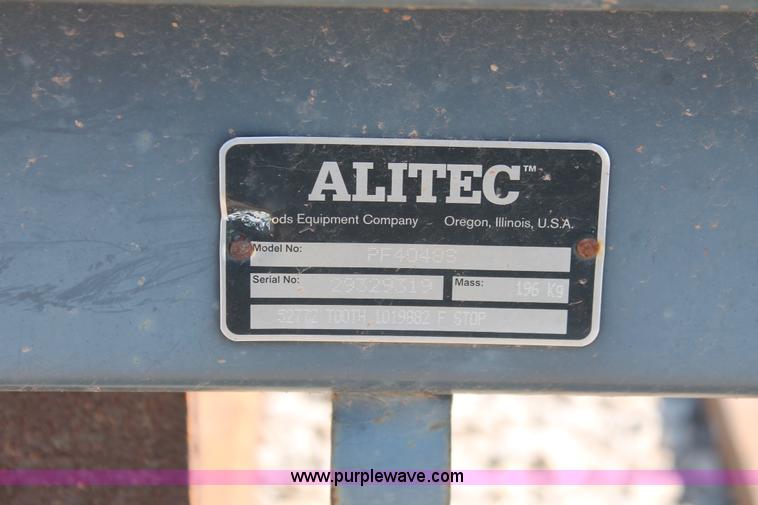 ALITEC™
ods Equipment Company Oregon, Illinois, U.S.A.
Model No: PF4048S
Serial No: 29329319 Mass: 196 Kg
52772 TOOTH 1019882 F STOP
www.purplewave.com